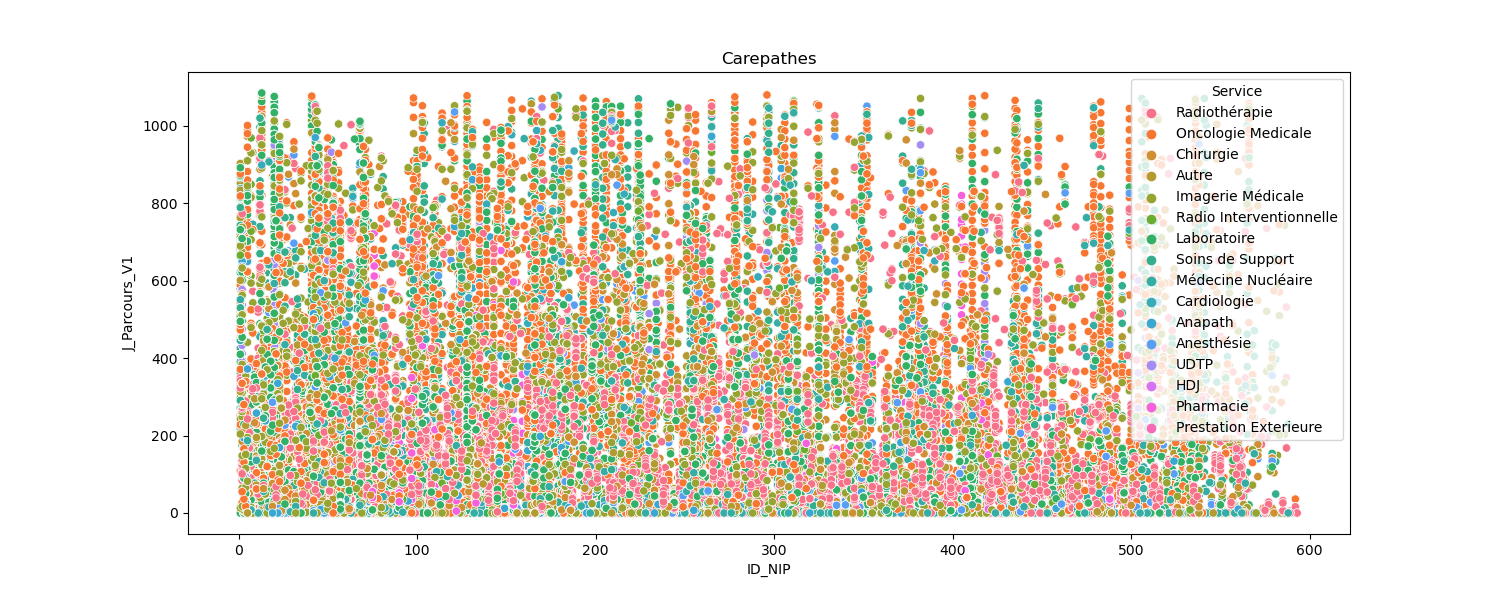 Carepathes
J_Parcours_V1
1000
800
600
400
200
0
0 100 200 300 400 500 600
ID_NIP
Service
Radiothérapie
Oncologie Medicale
Chirurgie
Autre
Imagerie Médicale
Radio Interventionnelle
Laboratoire
Soins de Support
Médecine Nucléaire
Cardiologie
Anapath
Anesthésie
UDTP
HDJ
Pharmacie
Prestation Exterieure